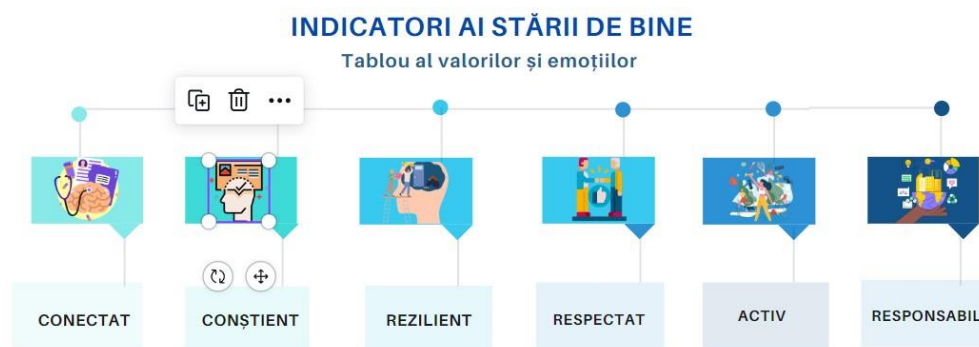 INDICATORI AI STĂRII DE BINE
Tablou al valorilor și emoțiilor
CONECTAT
CONȘTIENT
REZILIENT
RESPECTAT
ACTIV
RESPONSABIL